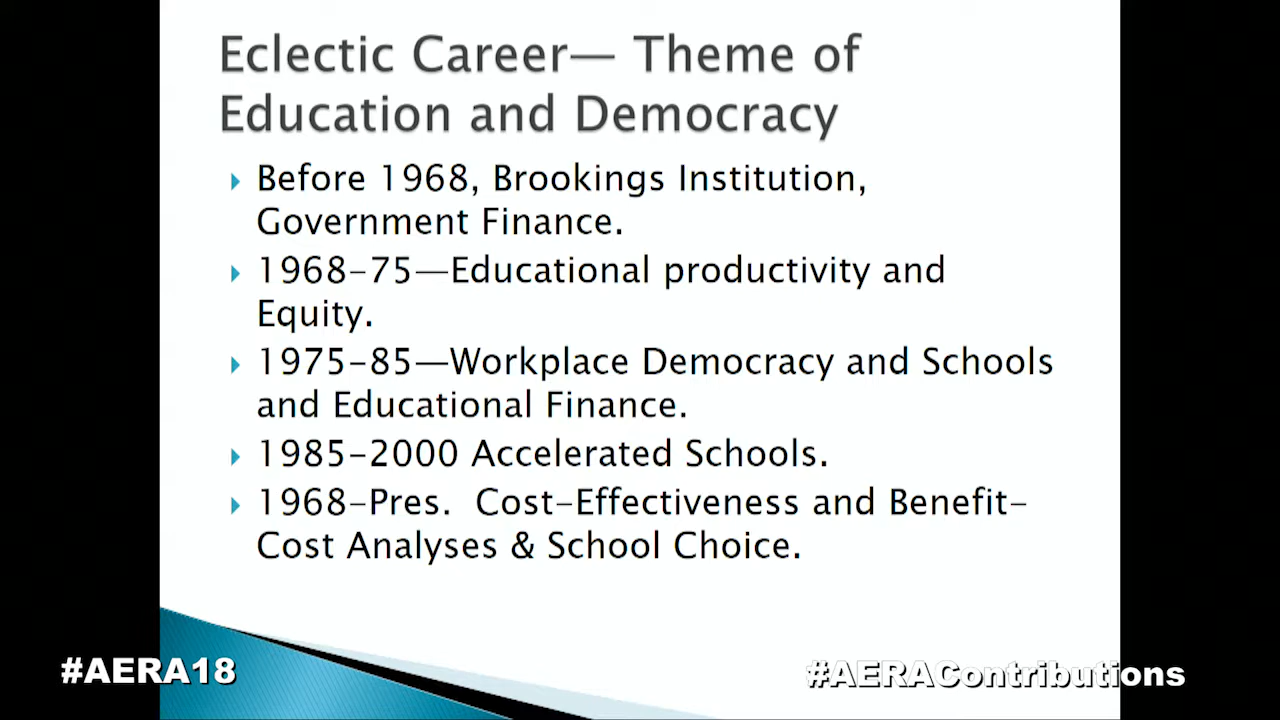 Eclectic Career— Theme of
Education and Democracy
Before 1968, Brookings Institution,
Government Finance.
1968-75—Educational productivity and
Equity.
1975-85—Workplace Democracy and Schools
and Educational Finance.
1985-2000 Accelerated Schools.
1968-Pres.  Cost-Effectiveness and Benefit-
Cost Analyses & School Choice.
#AERA18
#AERAContributions